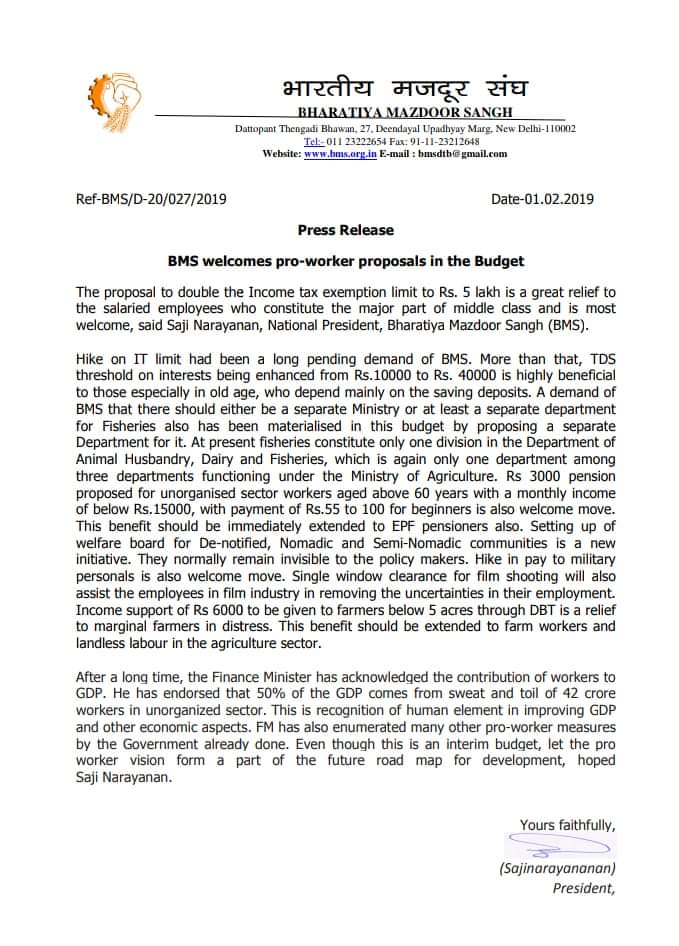 भारतीय मजदूर संघ
BHARATIYA MAZDOOR SANGH
Dattopant Thengadi Bhawan, 27, Deendayal Upadhyay Marg, New Delhi-110002
Tel:- 011 23222654 Fax: 91-11-23212648
Website: www.bms.org.in E-mail : bmsdtb@gmail.com
Ref-BMS/D-20/027/2019 Date-01.02.2019
Press Release
BMS welcomes pro-worker proposals in the Budget
The proposal to double the Income tax exemption limit to Rs. 5 lakh is a great relief to
the salaried employees who constitute the major part of middle class and is most
welcome, said Saji Narayanan, National President, Bharatiya Mazdoor Sangh (BMS).
Hike on IT limit had been a long pending demand of BMS. More than that, TDS
threshold on interests being enhanced from Rs.10000 to Rs. 40000 is highly beneficial
to those especially in old age, who depend mainly on the saving deposits. A demand of
BMS that there should either be a separate Ministry or at least a separate department
for Fisheries also has been materialised in this budget by proposing a separate
Department for it. At present fisheries constitute only one division in the Department of
Animal Husbandry, Dairy and Fisheries, which is again only one department among
three departments functioning under the Ministry of Agriculture. Rs 3000 pension
proposed for unorganised sector workers aged above 60 years with a monthly income
of below Rs.15000, with payment of Rs.55 to 100 for beginners is also welcome move.
This benefit should be immediately extended to EPF pensioners also. Setting up of
welfare board for De-notified, Nomadic and Semi-Nomadic communities is a new
initiative. They normally remain invisible to the policy makers. Hike in pay to military
personals is also welcome move. Single window clearance for film shooting will also
assist the employees in film industry in removing the uncertainties in their employment.
Income support of Rs 6000 to be given to farmers below 5 acres through DBT is a relief
to marginal farmers in distress. This benefit should be extended to farm workers and
landless labour in the agriculture sector.
After a long time, the Finance Minister has acknowledged the contribution of workers to
GDP. He has endorsed that 50% of the GDP comes from sweat and toil of 42 crore
workers in unorganized sector. This is recognition of human element in improving GDP
and other economic aspects. FM has also enumerated many other pro-worker measures
by the Government already done. Even though this is an interim budget, let the pro
worker vision form a part of the future road map for development, hoped
Saji Narayanan.
Yours faithfully,
(Sajinarayananan)
President,